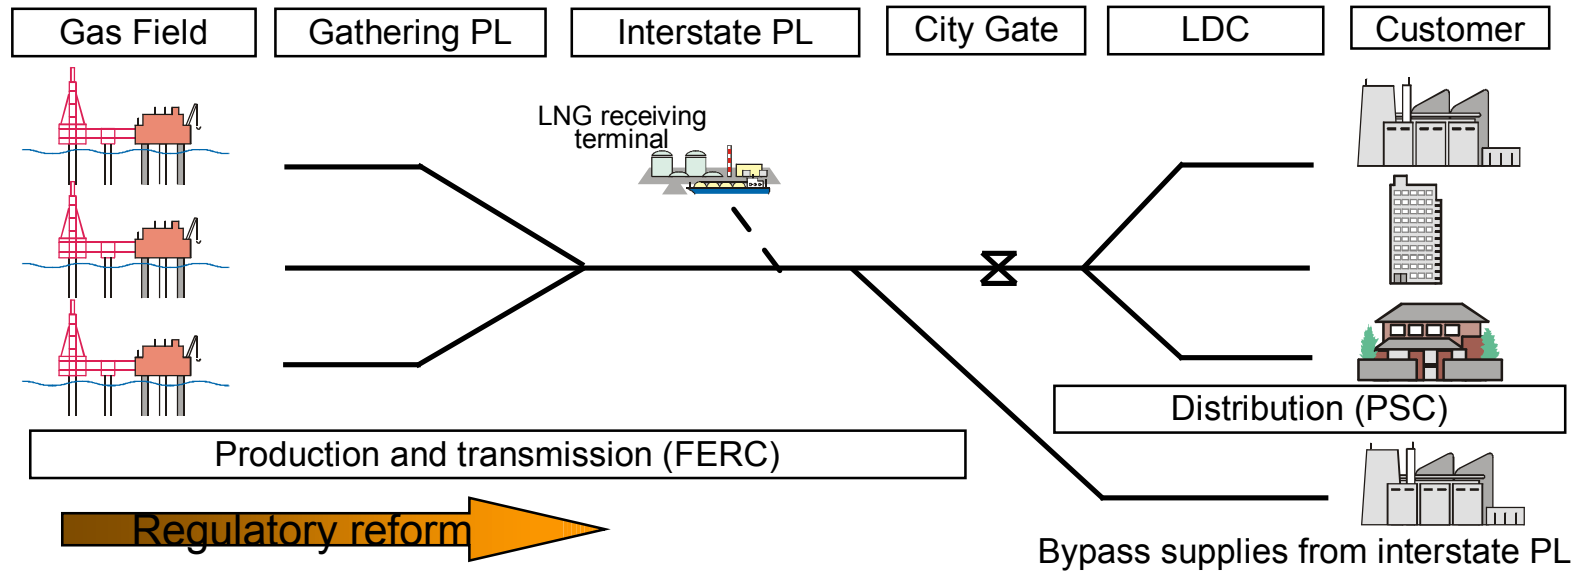 Gas Field
Gathering PL
Interstate PL
City Gate
LDC
Customer
LNG receiving
terminal
Distribution (PSC)
Production and transmission (FERC)
Regulatory reform
Bypass supplies from interstate PL